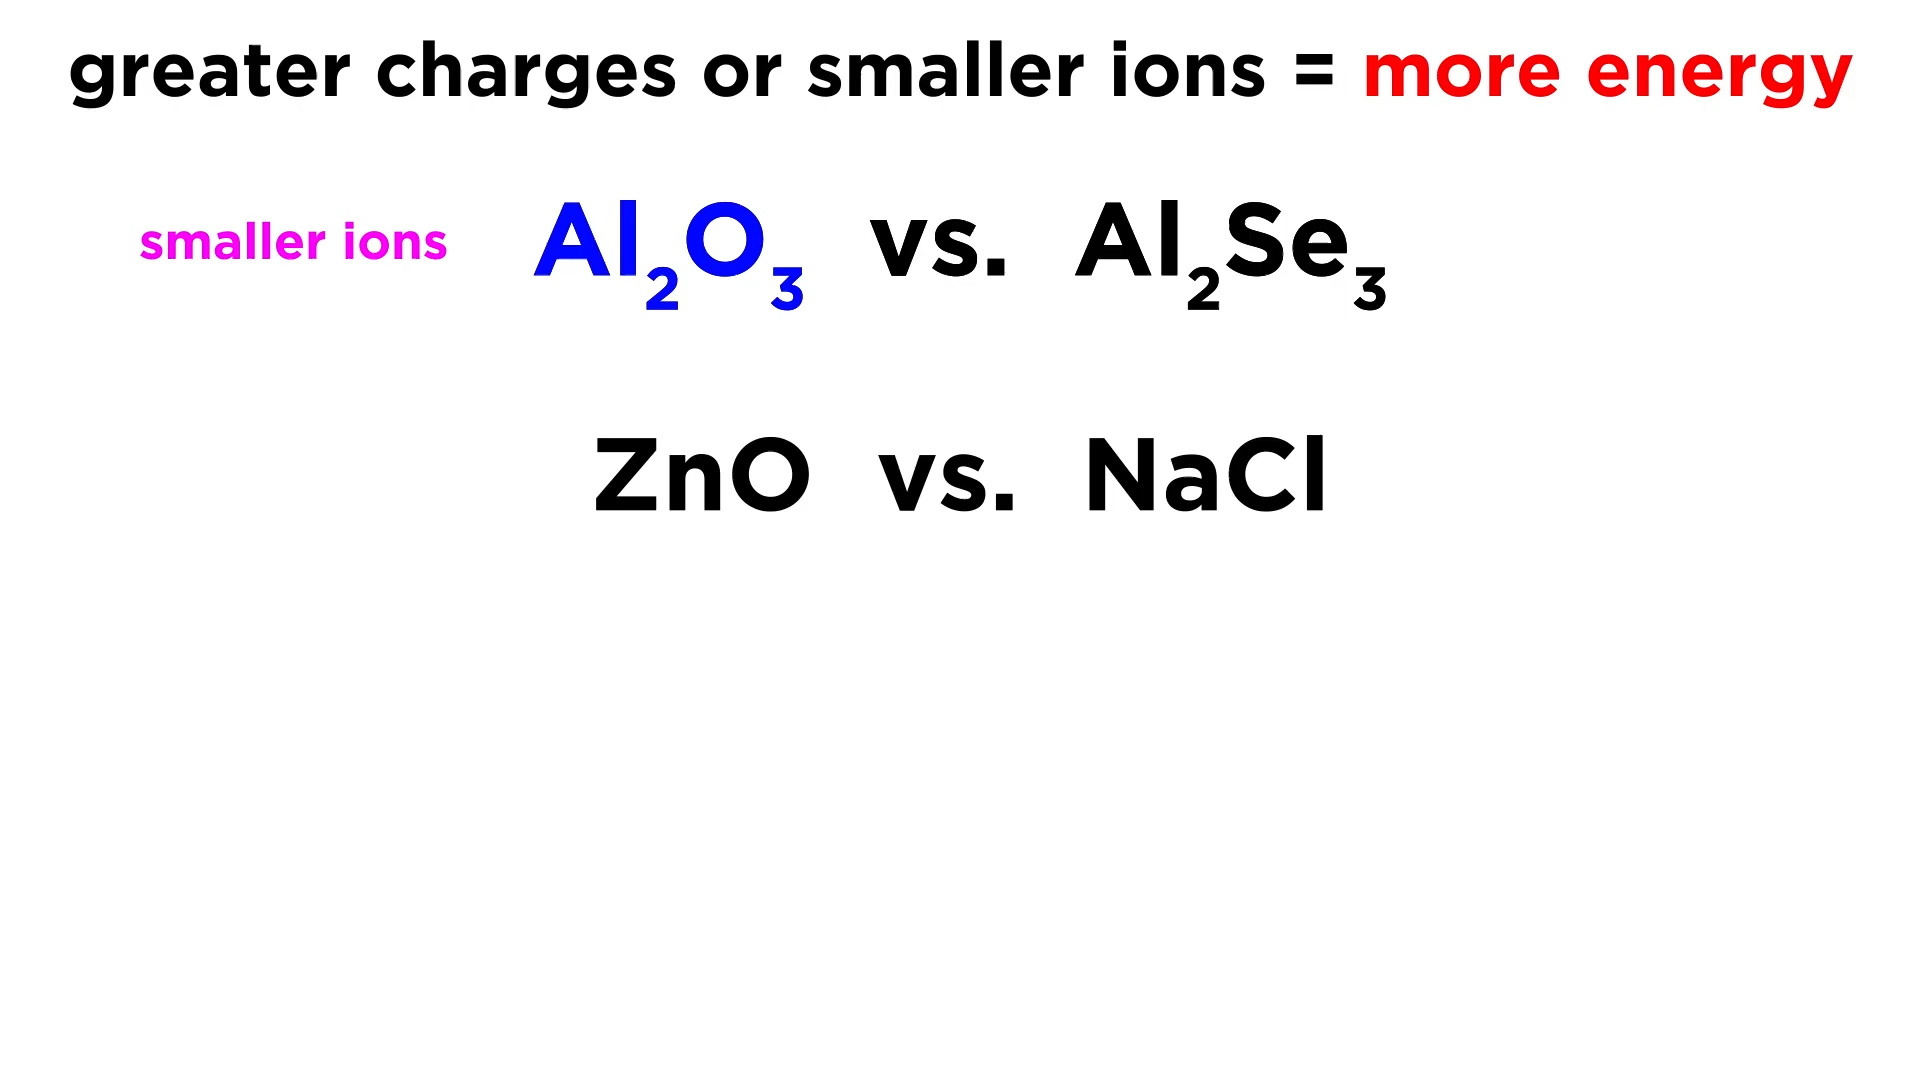 greater charges or smaller ions = more energy
smaller ions Al₂O₃ vs. Al₂Se₃
ZnO vs. NaCl